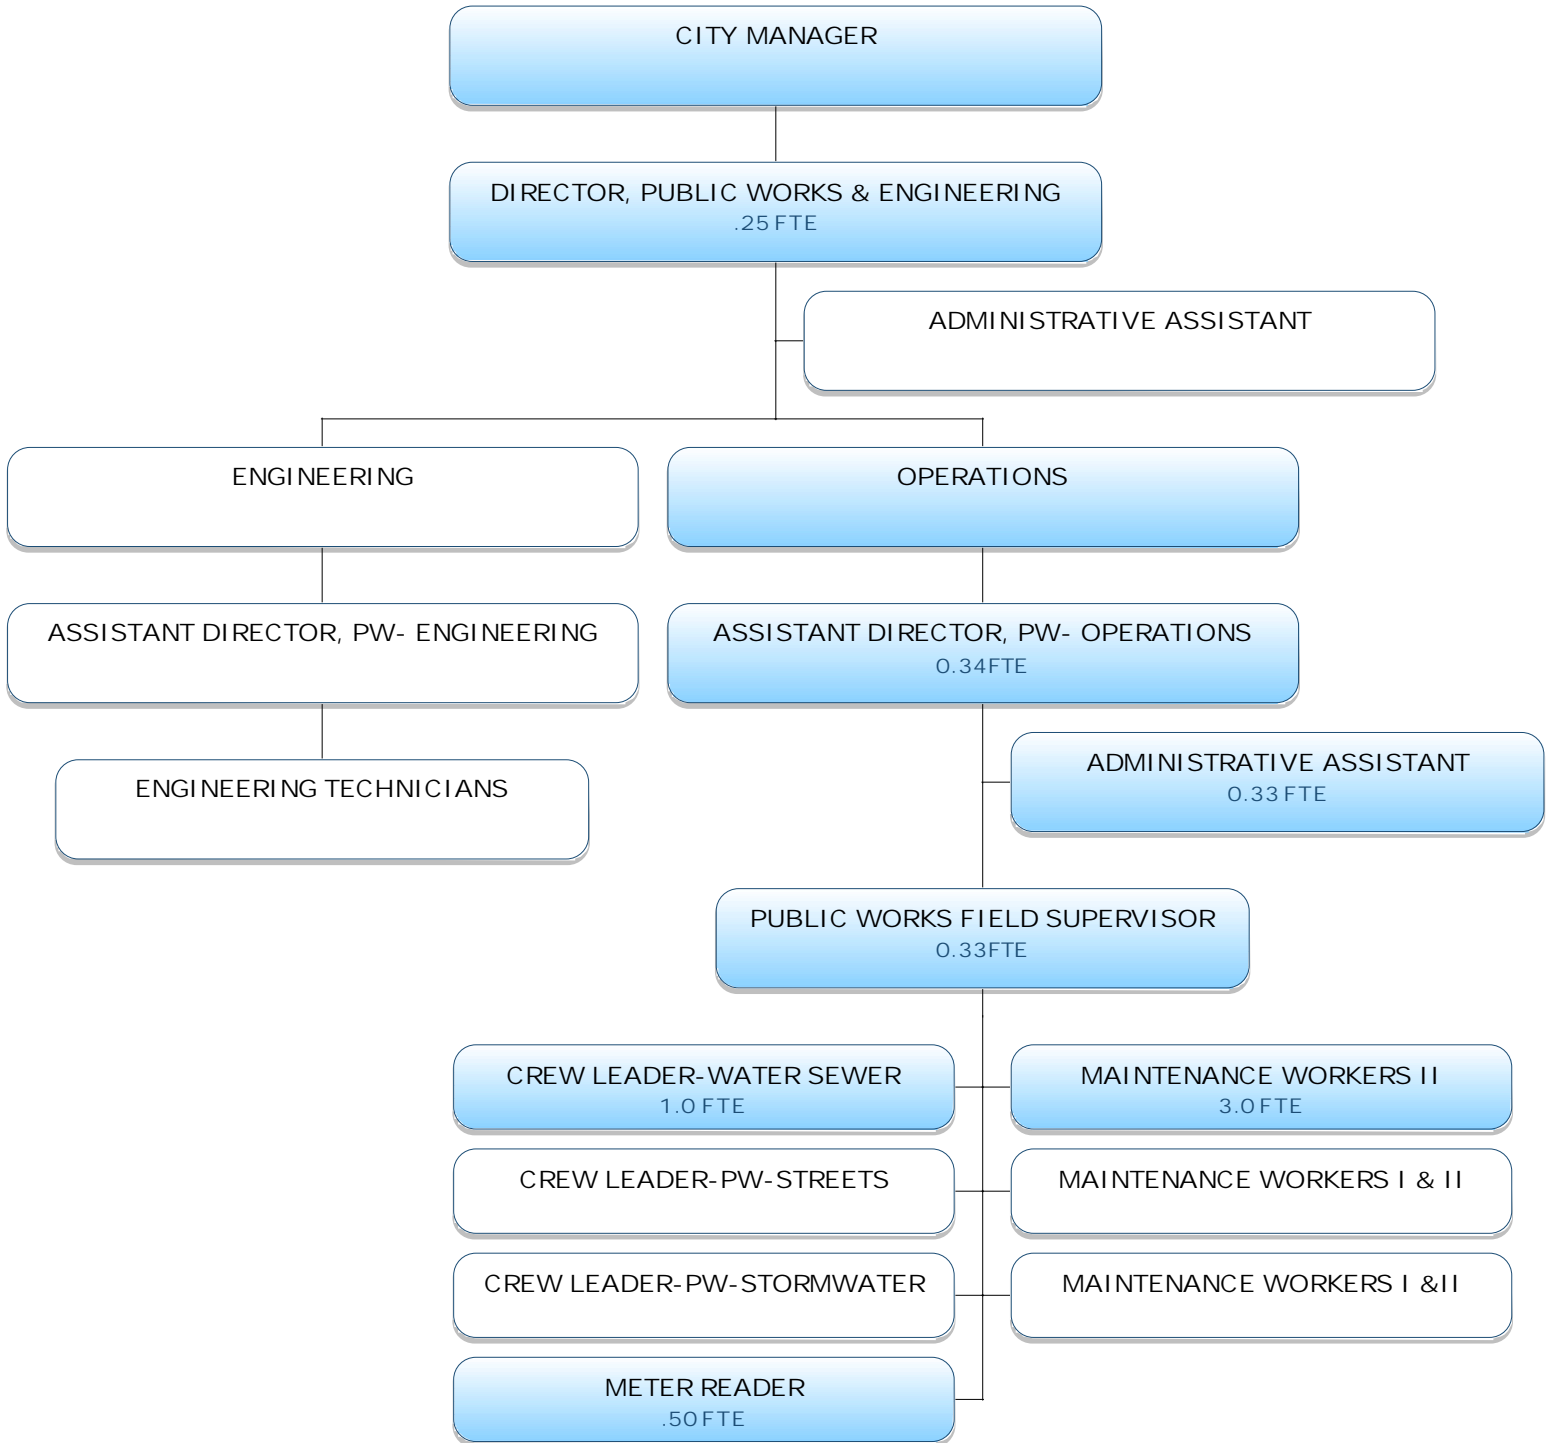 CITY MANAGER
DIRECTOR, PUBLIC WORKS & ENGINEERING
.25 FTE
ADMINISTRATIVE ASSISTANT
ENGINEERING
OPERATIONS
ASSISTANT DIRECTOR, PW- ENGINEERING
ASSISTANT DIRECTOR, PW- OPERATIONS
0.34FTE
ADMINISTRATIVE ASSISTANT
0.33 FTE
ENGINEERING TECHNICIANS
PUBLIC WORKS FIELD SUPERVISOR
0.33FTE
CREW LEADER-WATER SEWER
1.0 FTE
MAINTENANCE WORKERS II
3.0 FTE
CREW LEADER-PW-STREETS
MAINTENANCE WORKERS I & II
CREW LEADER-PW-STORMWATER
MAINTENANCE WORKERS I &II
METER READER
.50 FTE